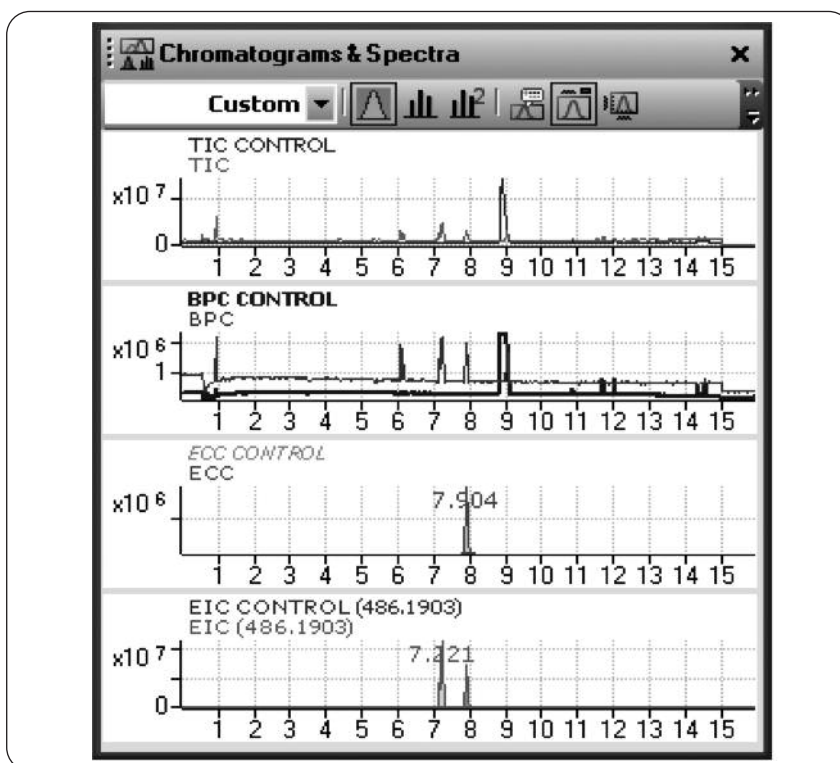 Chromatograms & Spectra
Custom
2
TIC CONTROL
TIC
x10 7
0
1 2 3 4 5 6 7 8 9 10 11 12 13 14 15
BPC CONTROL
BPC
x10 6
1
1 2 3 4 5 6 7 8 9 10 11 12 13 14 15
ECC CONTROL
ECC
x10 6
7.904
1 2 3 4 5 6 7 8 9 10 11 12 13 14 15
EIC CONTROL (486.1903)
EIC (486.1903)
x10 7
7.221
0
1 2 3 4 5 6 7 8 9 10 11 12 13 14 15